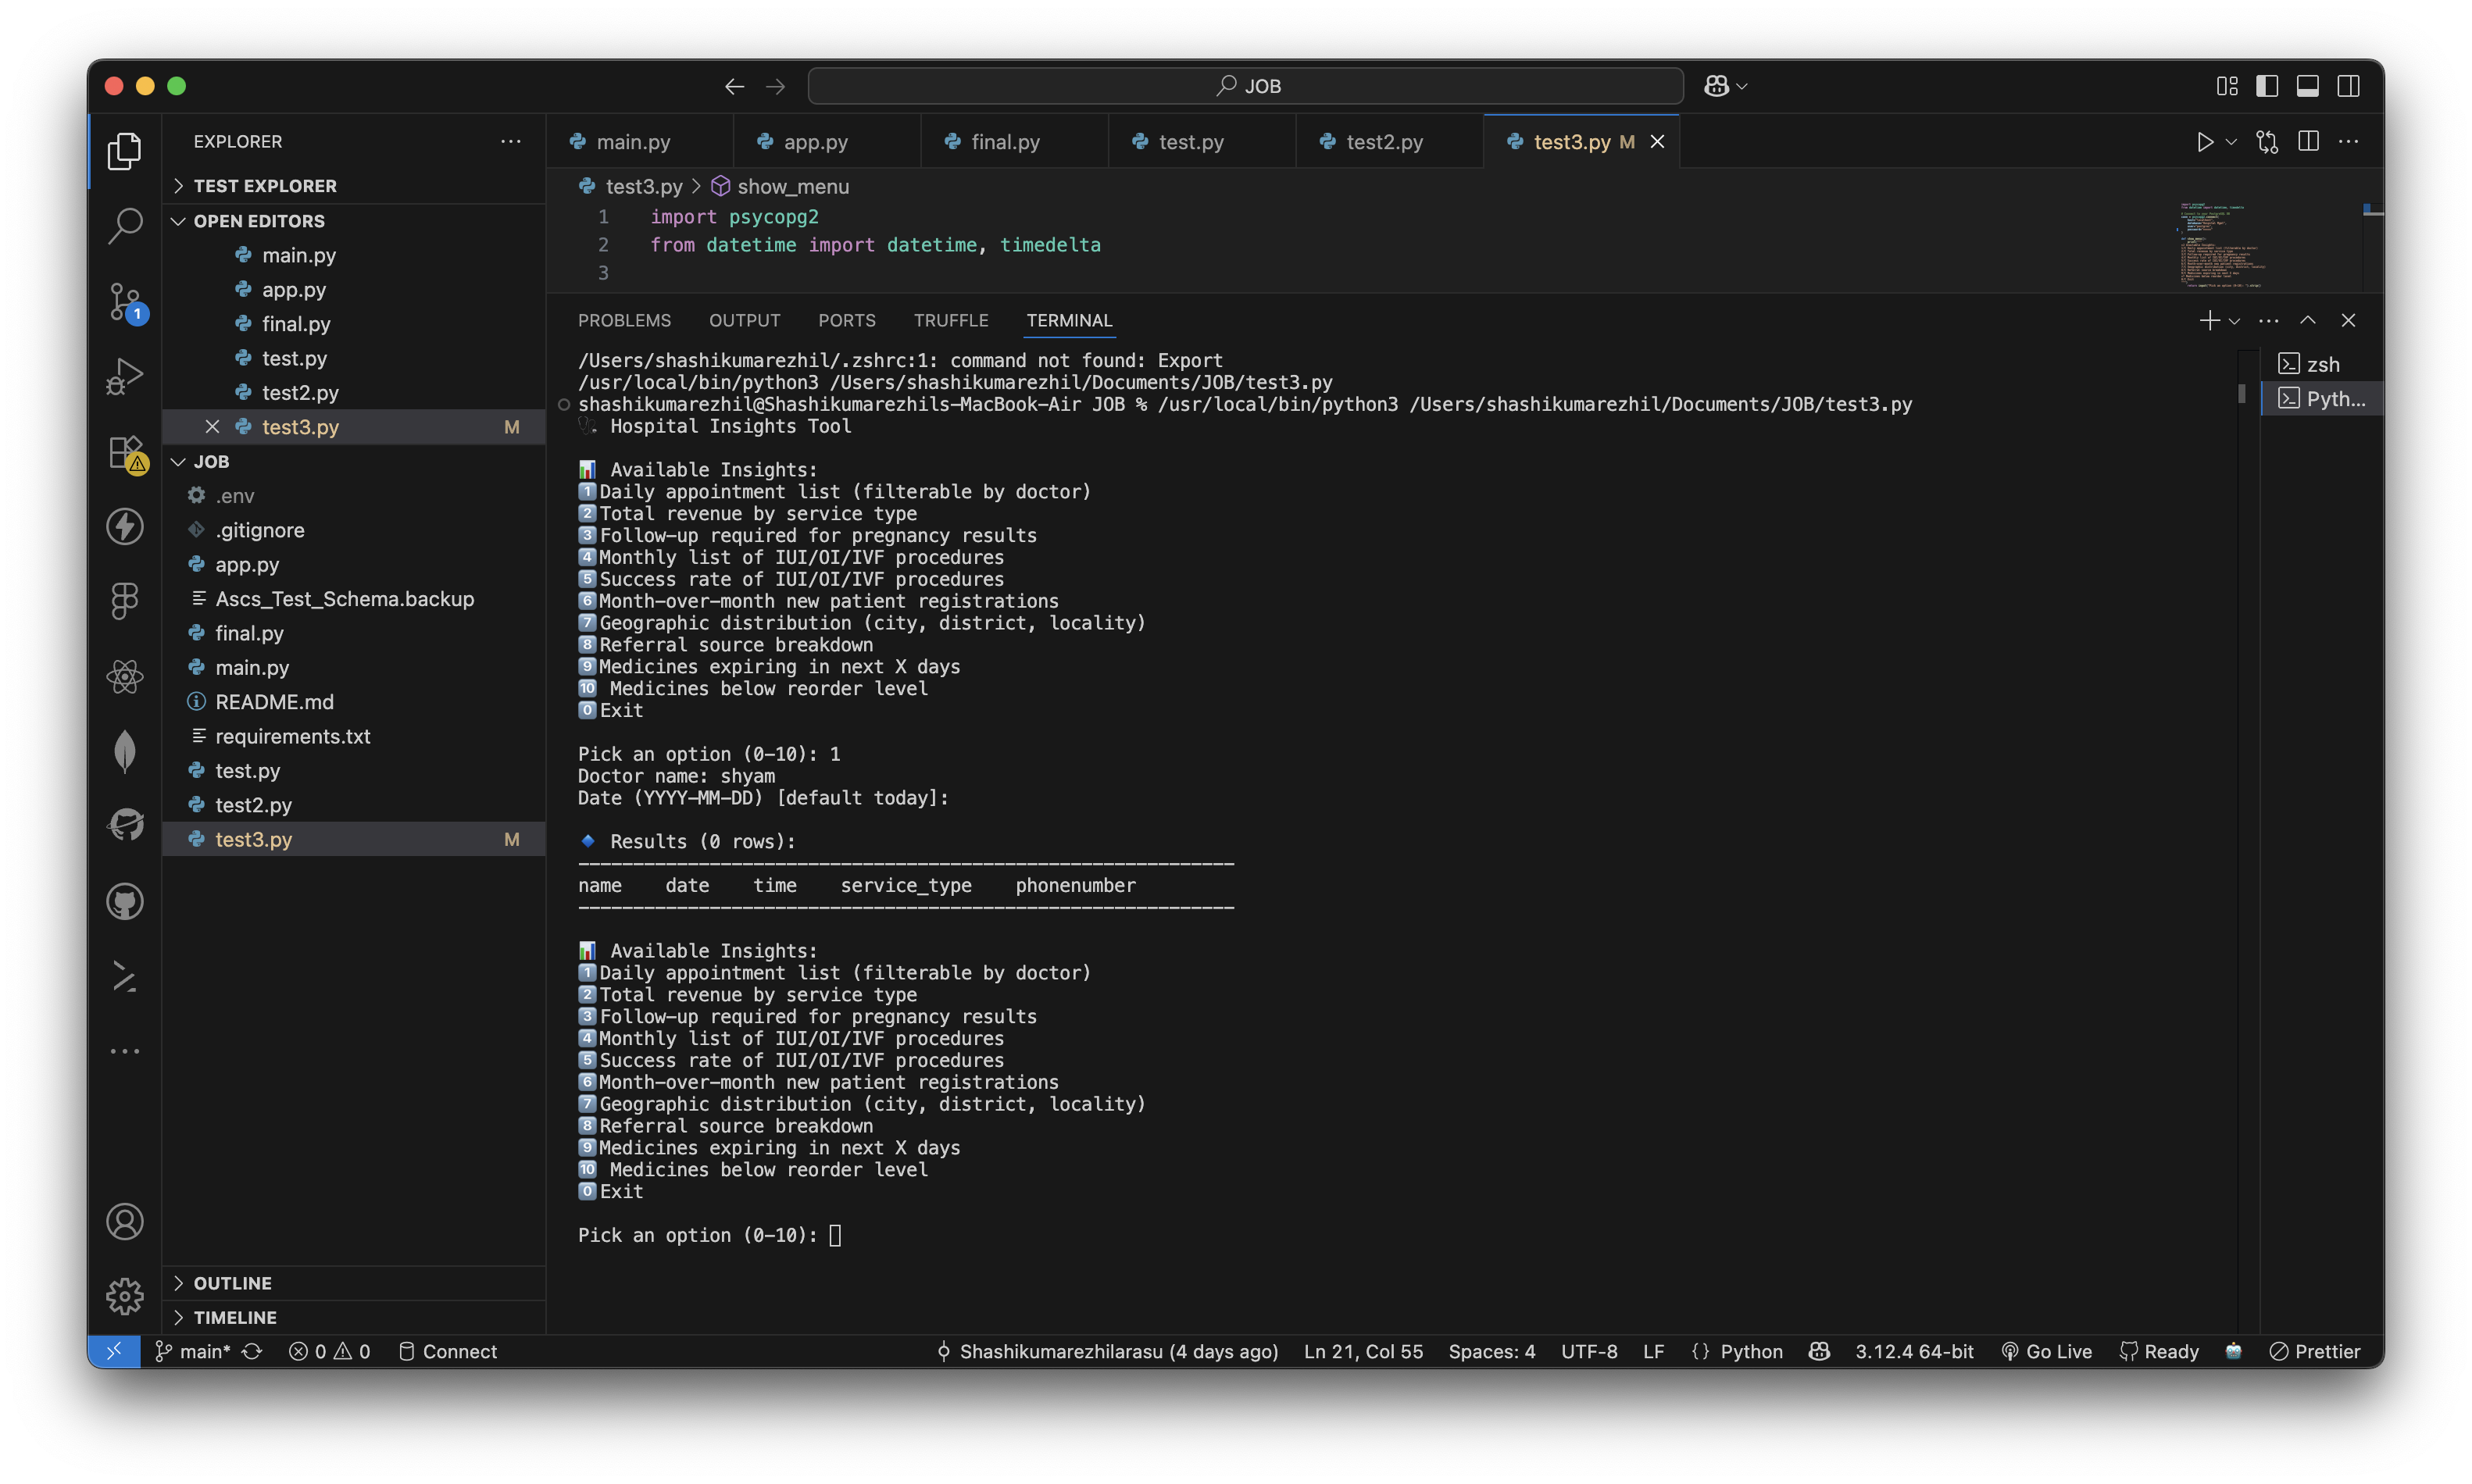 JOB
EXPLORER
TEST EXPLORER
OPEN EDITORS
main.py
app.py
final.py
test.py
test2.py
test3.py M
JOB
.env
.gitignore
app.py
Ascs_Test_Schema.backup
final.py
main.py
README.md
requirements.txt
test.py
test2.py
test3.py M
OUTLINE
TIMELINE
1
main.py app.py final.py test.py test2.py test3.py M
test3.py > show_menu
1 import psycopg2
2 from datetime import datetime, timedelta
3
PROBLEMS OUTPUT PORTS TRUFFLE TERMINAL
/Users/shashikumarezhil/.zshrc:1: command not found: Export
/usr/local/bin/python3 /Users/shashikumarezhil/Documents/JOB/test3.py
shashikumarezhil@Shashikumarezhils-MacBook-Air JOB % /usr/local/bin/python3 /Users/shashikumarezhil/Documents/JOB/test3.py
🩺 Hospital Insights Tool
📊 Available Insights:
1️⃣Daily appointment list (filterable by doctor)
2️⃣Total revenue by service type
3️⃣Follow-up required for pregnancy results
4️⃣Monthly list of IUI/OI/IVF procedures
5️⃣Success rate of IUI/OI/IVF procedures
6️⃣Month-over-month new patient registrations
7️⃣Geographic distribution (city, district, locality)
8️⃣Referral source breakdown
9️⃣Medicines expiring in next X days
🔟 Medicines below reorder level
0️⃣Exit
Pick an option (0-10): 1
Doctor name: shyam
Date (YYYY-MM-DD) [default today]:
🔹 Results (0 rows):
------------------------------------------------------------
name    date    time    service_type    phonenumber
------------------------------------------------------------
📊 Available Insights:
1️⃣Daily appointment list (filterable by doctor)
2️⃣Total revenue by service type
3️⃣Follow-up required for pregnancy results
4️⃣Monthly list of IUI/OI/IVF procedures
5️⃣Success rate of IUI/OI/IVF procedures
6️⃣Month-over-month new patient registrations
7️⃣Geographic distribution (city, district, locality)
8️⃣Referral source breakdown
9️⃣Medicines expiring in next X days
🔟 Medicines below reorder level
0️⃣Exit
Pick an option (0-10):
zsh
Pyth...
main* 0 0 Connect Shashikumarezhilarasu (4 days ago) Ln 21, Col 55 Spaces: 4 UTF-8 LF {} Python 3.12.4 64-bit Go Live Ready Prettier